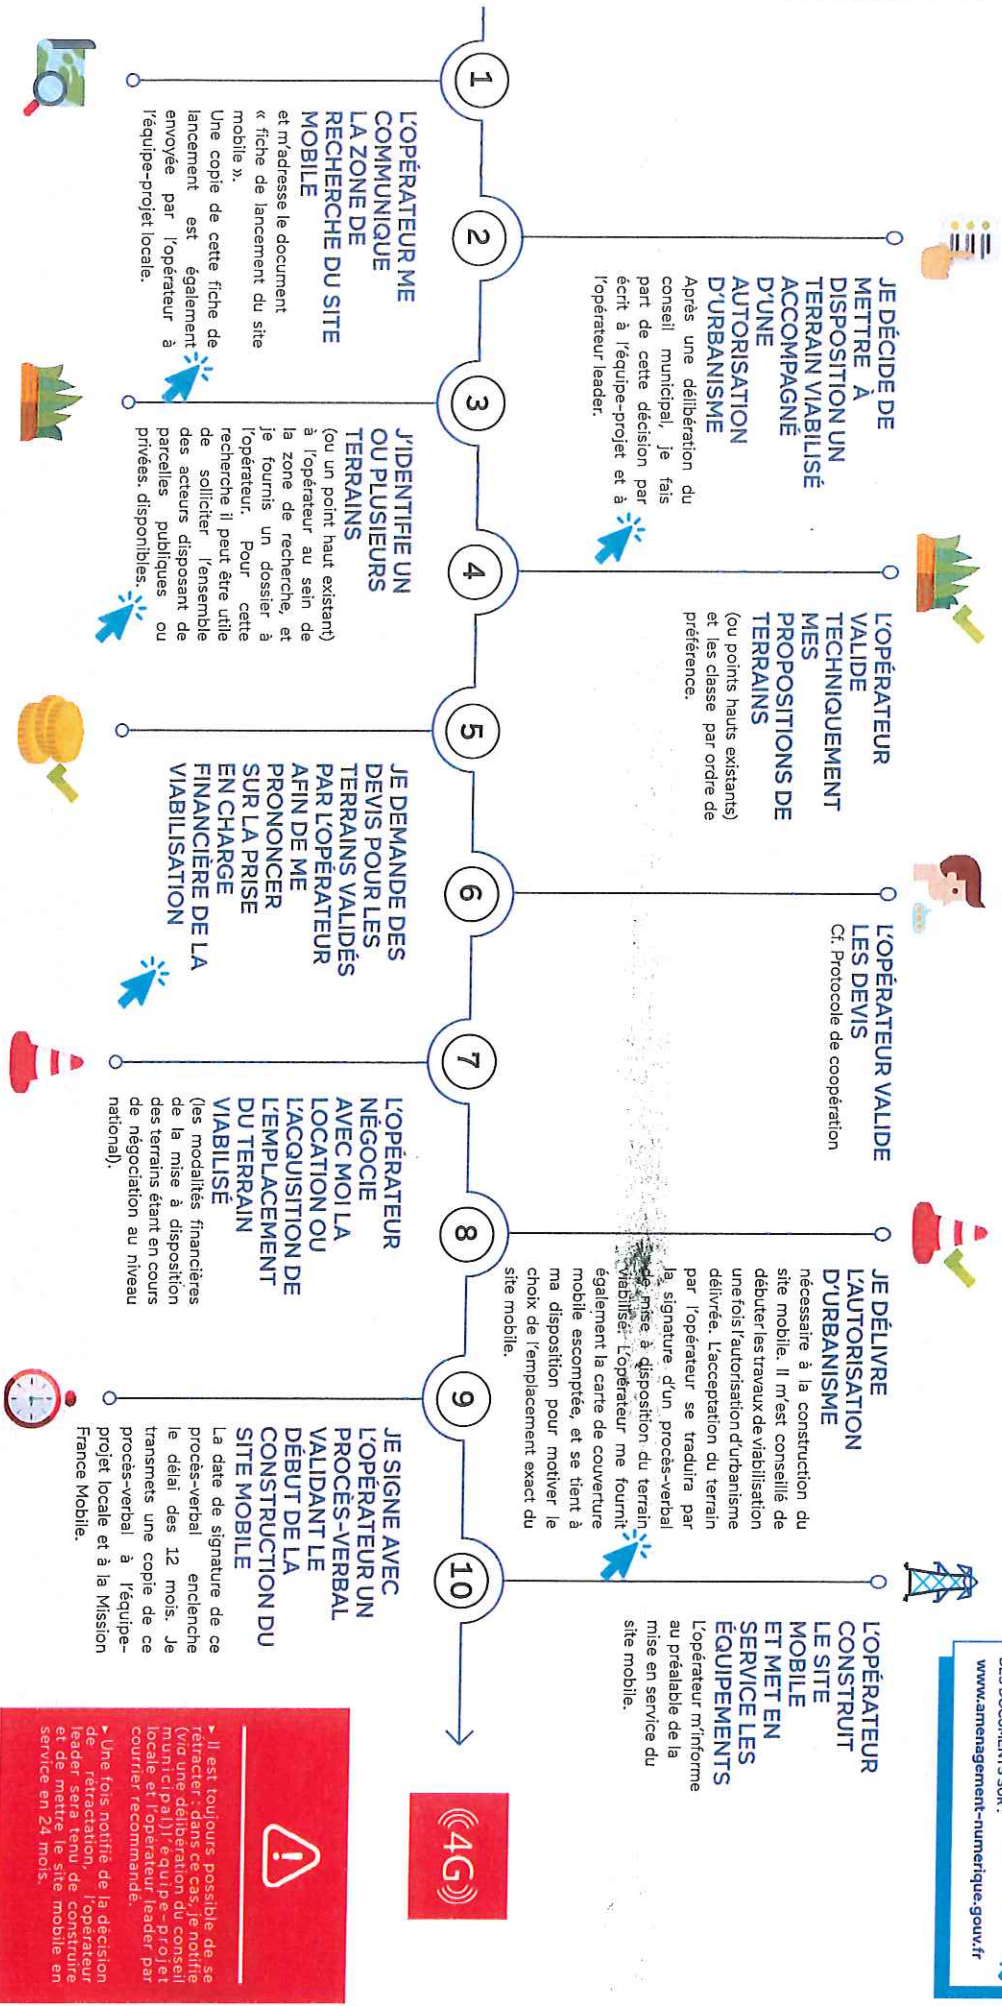 1
L'OPÉRATEUR ME
COMMUNIQUE
LA ZONE DE
RECHERCHE DU SITE
MOBILE
et m'adresse le document
« fiche de lancement du site
mobile ».
Une copie de cette fiche de
lancement est également
envoyée par l'opérateur à
l'équipe-projet locale.
2
JE DÉCIDE DE
METTRE À
DISPOSITION UN
TERRAIN VIABILISÉ
ACCOMPAGNÉ
D'UNE
AUTORISATION
D'URBANISME
Après une délibération du
conseil municipal, je fais
part de cette décision par
écrit à l'équipe-projet et à
l'opérateur leader.
3
J'IDENTIFIE UN
OU PLUSIEURS
TERRAINS
(ou un point haut existant)
à l'opérateur au sein de
la zone de recherche, et
je fournis un dossier à
l'opérateur. Pour cette
recherche il peut être utile
de solliciter l'ensemble
des acteurs disposant de
parcelles publiques ou
privées. disponibles.
4
L'OPÉRATEUR
VALIDE
TECHNIQUEMENT
MES
PROPOSITIONS DE
TERRAINS
(ou points hauts existants)
et les classe par ordre de
préférence.
5
JE DEMANDE DES
DEVIS POUR LES
TERRAINS VALIDÉS
PAR L'OPÉRATEUR
AFIN DE ME
PRONONCER
SUR LA PRISE
EN CHARGE
FINANCIÈRE DE LA
VIABILISATION
6
L'OPÉRATEUR VALIDE
LES DEVIS
Cf. Protocole de coopération
7
L'OPÉRATEUR
NÉGOCIE
AVEC MOI LA
LOCATION OU
L'ACQUISITION DE
L'EMPLACEMENT
DU TERRAIN
VIABILISÉ
(les modalités financières
de la mise à disposition
des terrains étant en cours
de négociation au niveau
national).
8
JE DÉLIVRE
L'AUTORISATION
D'URBANISME
nécessaire à la construction du
site mobile. Il m'est conseillé de
débuter les travaux de viabilisation
une fois l'autorisation d'urbanisme
délivrée. L'acceptation du terrain
par l'opérateur se traduira par
la signature d'un procès-verbal
de mise à disposition du terrain
viabilisé. L'opérateur me fournit
également la carte de couverture
mobile escomptée, et se tient à
ma disposition pour motiver le
choix de l'emplacement exact du
site mobile.
9
JE SIGNE AVEC
L'OPÉRATEUR UN
PROCÈS-VERBAL
VALIDANT LE
DÉBUT DE LA
CONSTRUCTION DU
SITE MOBILE
La date de signature de ce
procès-verbal enclenche
le délai des 12 mois. Je
transmets une copie de ce
procès-verbal à l'équipe-
projet locale et à la Mission
France Mobile.
10
L'OPÉRATEUR
CONSTRUIT
LE SITE
MOBILE
ET MET EN
SERVICE LES
ÉQUIPEMENTS
L'opérateur m'informe
au préalable de la
mise en service du
site mobile.
4G
DOCUMENTS SUR :
www.amenagement-numerique.gouv.fr
▸ Il est toujours possible de se
rétracter : dans ce cas, je notifie
(via une délibération du conseil
municipal) l'équipe-projet
locale et l'opérateur leader par
courrier recommandé.
▸ Une fois notifié de la décision
de rétractation, l'opérateur
leader sera tenu de construire
et de mettre le site mobile en
service en 24 mois.